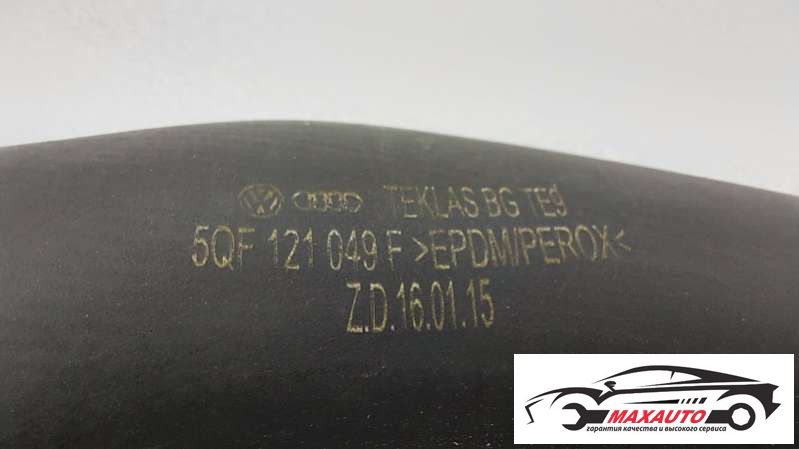 TEKLAS BG TE9
5QF 121 049 F >EPDM/PEROX<
Z.D.16.01.15
MAXAUTO
гарантия качества и высокого сервиса